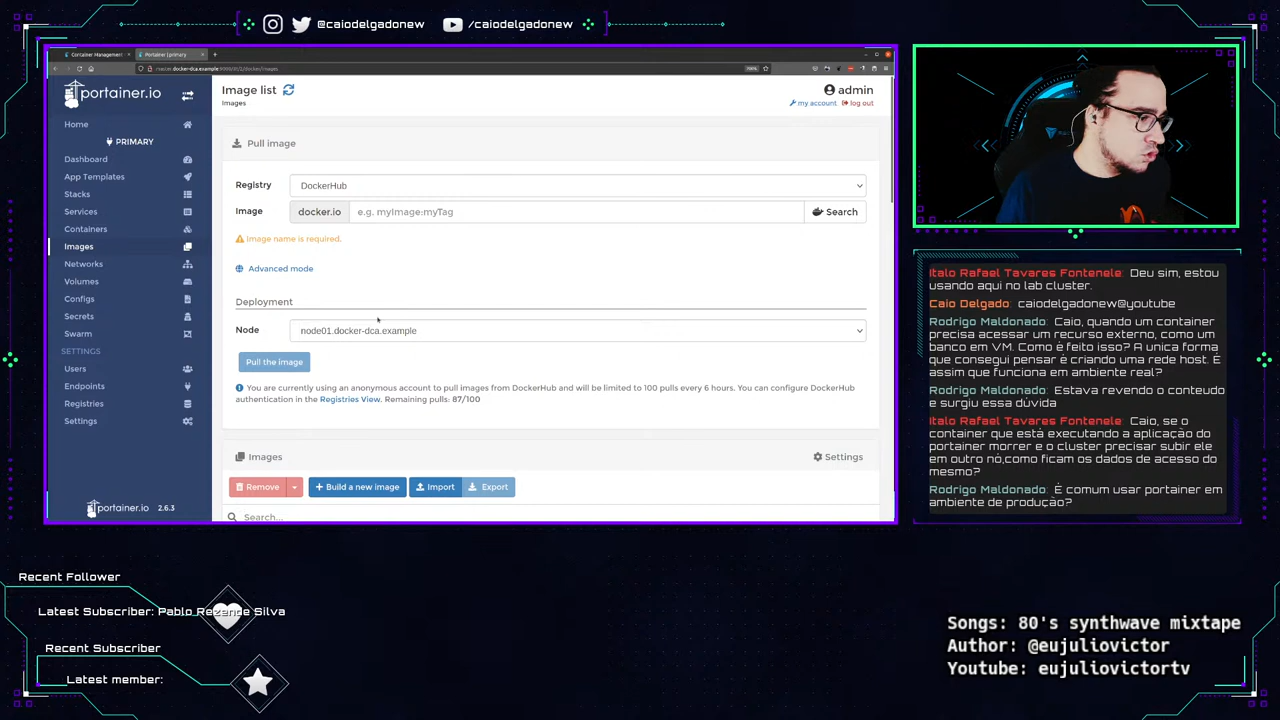 @caiodelgadonew
/caiodelgadonew
Container Management
Portainer | primary
portainer.io
Home
PRIMARY
Dashboard
App Templates
Stacks
Services
Containers
Images
Networks
Volumes
Configs
Secrets
Swarm
SETTINGS
Users
Endpoints
Registries
Settings
portainer.io 2.6.3
Image list
Images
admin
my account log out
Pull image
Registry DockerHub
Image docker.io e.g. myImage:myTag Search
Image name is required.
Advanced mode
Deployment
Node node01.docker-dca.example
Pull the image
You are currently using an anonymous account to pull images from DockerHub and will be limited to 100 pulls every 6 hours. You can configure DockerHub
authentication in the Registries View. Remaining pulls: 87/100
Images Settings
Remove + Build a new image Import Export
Search...
Italo Rafael Tavares Fontenele: Deu sim, estou
usando aqui no lab cluster.
Caio Delgado: caiodelgadonew@youtube
Rodrigo Maldonado: Caio, quando um container
precisa acessar um recurso externo, como um
banco em VM. Como é feito isso? A unica forma
que consegui pensar é criando uma rede host. É
assim que funciona em ambiente real?
Rodrigo Maldonado: Estava revendo o conteudo
e surgiu essa dúvida
Italo Rafael Tavares Fontenele: Caio, se o
container que está executando a aplicação do
portainer morrer e o cluster precisar subir ele
em outro nó,como ficam os dados de acesso do
mesmo?
Rodrigo Maldonado: É comum usar portainer em
ambiente de produção?
Recent Follower
Latest Subscriber: Pablo Rezende Silva
Recent Subscriber
Latest member:
Songs: 80's synthwave mixtape
Author: @eujuliovictor
Youtube: eujuliovictortv